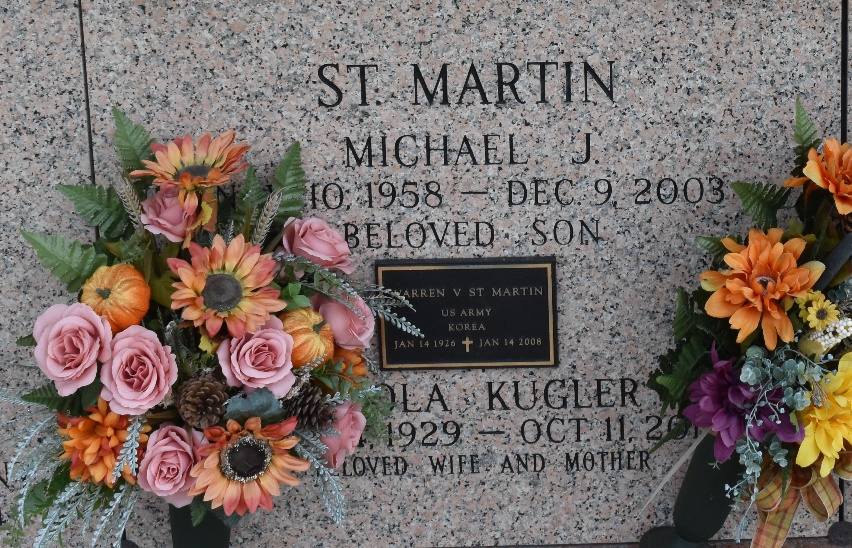 ST. MARTIN
MICHAEL J.
10, 1958 — DEC 9, 2003
BELOVED SON
WARREN V ST MARTIN
US ARMY
KOREA
JAN 14 1926 ✝ JAN 14 2008
KUGLER
1929 — OCT 11,
WIFE AND MOTHER